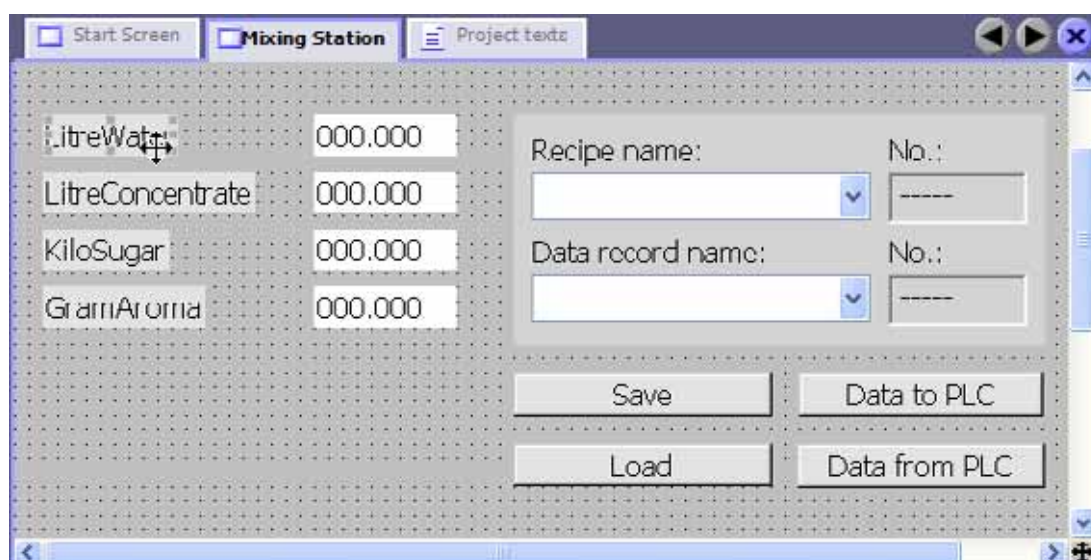 Start Screen
Mixing Station
Project texts
LitreWater 000.000
LitreConcentrate 000.000
KiloSugar 000.000
GramAroma 000.000
Recipe name: No.:
-----
Data record name: No.:
-----
Save Data to PLC
Load Data from PLC